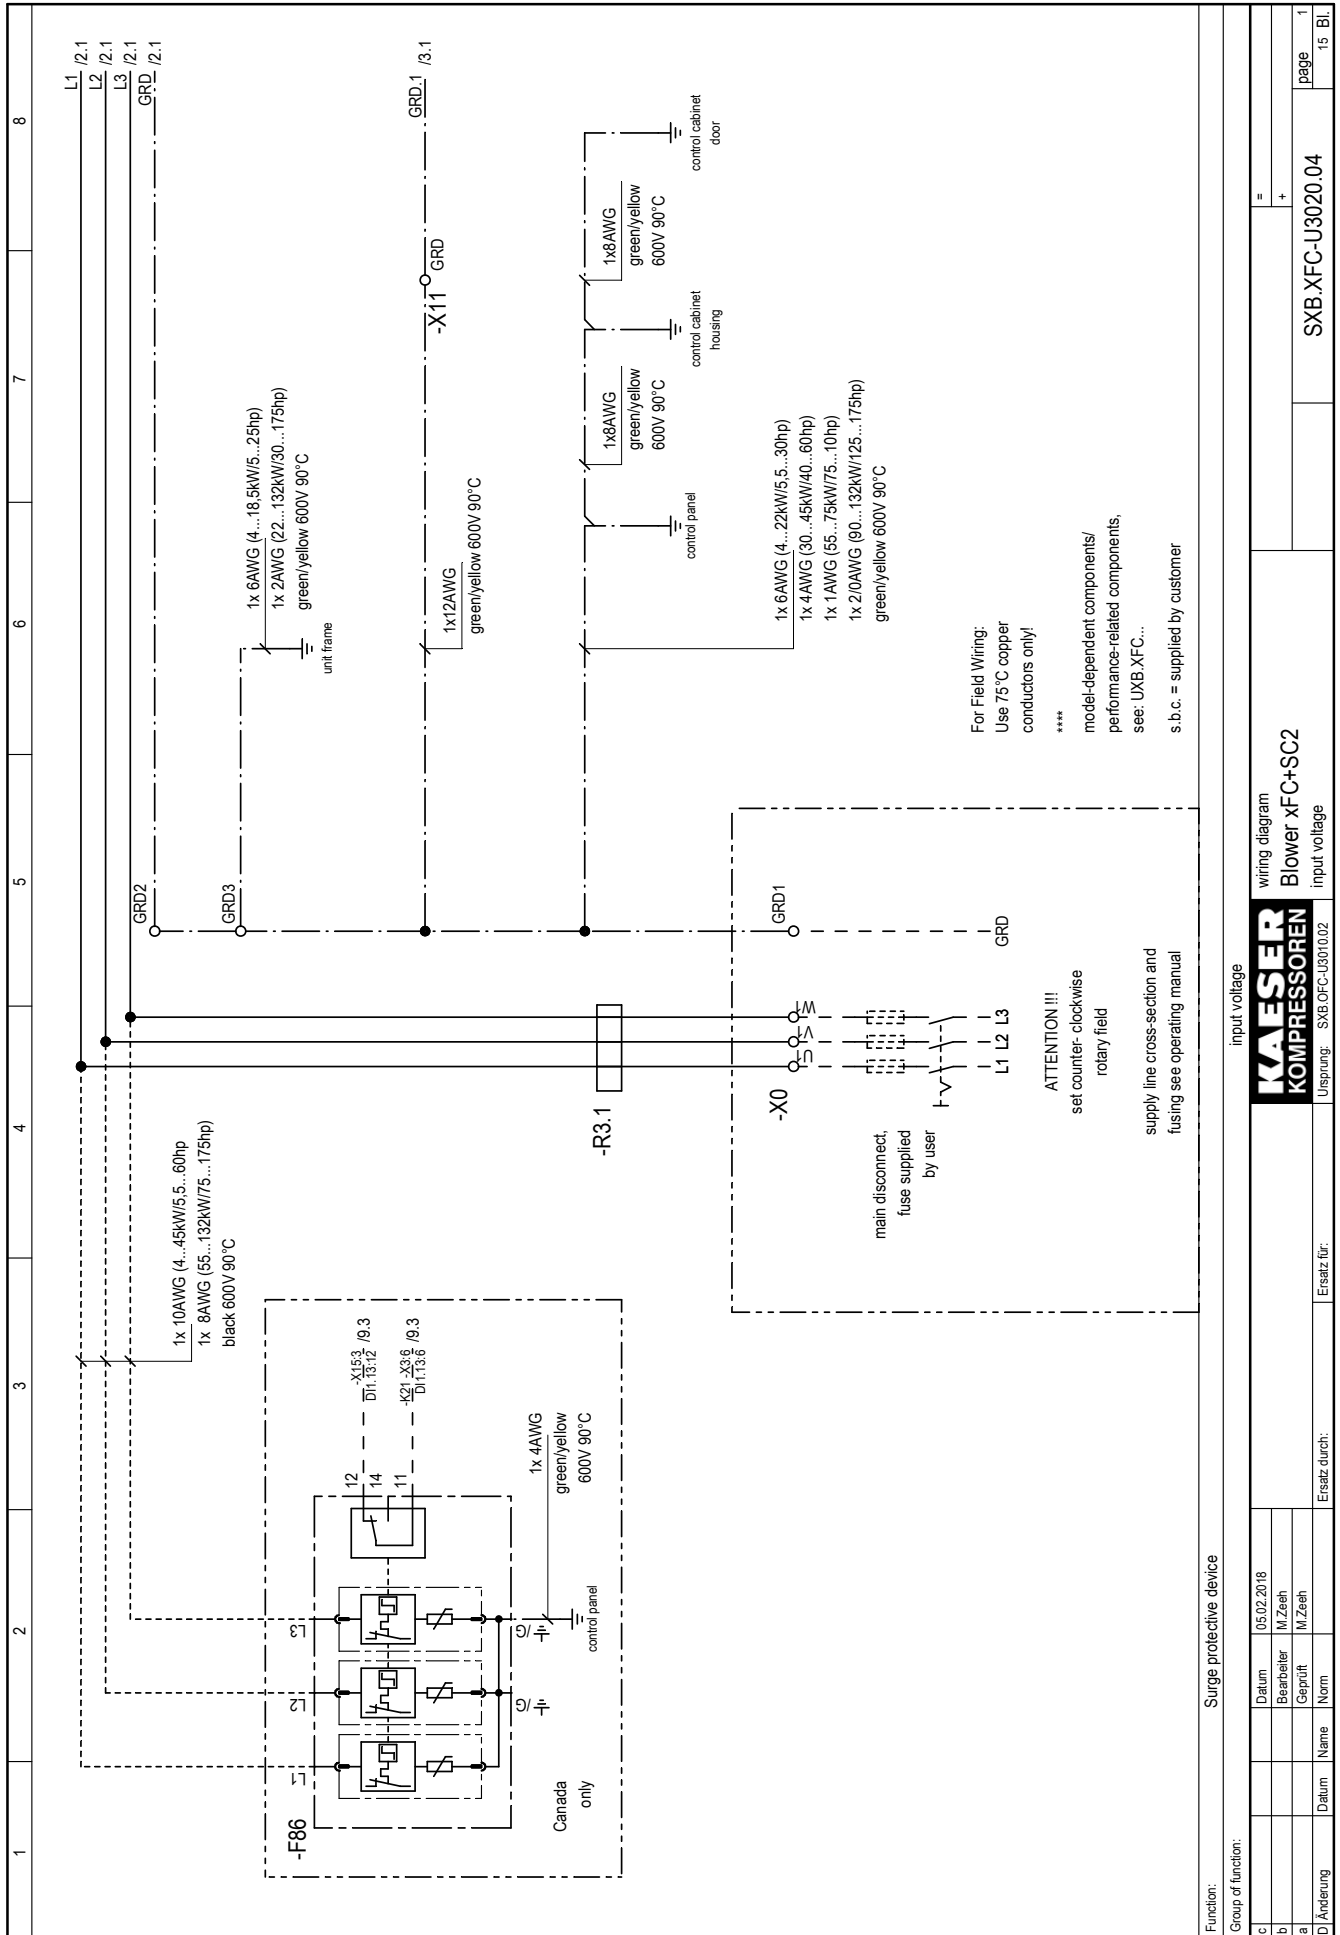 1
2
3
4
5
6
7
8
L1 /2.1
L2 /2.1
L3 /2.1
GRD /2.1
1x 10AWG (4...45kW/5,5...60hp
1x 8AWG (55...132kW/75...175hp)
black 600V 90°C
GRD2
GRD3
1x 6AWG (4...18,5kW/5...25hp)
1x 2AWG (22...132kW/30...175hp)
green/yellow 600V 90°C
unit frame
GRD.1 /3.1
-X11
GRD
1x12AWG
green/yellow 600V 90°C
-F86
L1
L2
L3
12
14
11
-X15:3 /9.3
DI1.13:12
-K21 -X3:6 /9.3
DI1.13:6
/G
/G
control panel
1x 4AWG
green/yellow
600V 90°C
Canada
only
-R3.1
control panel
1x8AWG
green/yellow
600V 90°C
control cabinet
housing
1x8AWG
green/yellow
600V 90°C
control cabinet
door
1x 6AWG (4...22kW/5,5...30hp)
1x 4AWG (30...45kW/40...60hp)
1x 1AWG (55...75kW/75...10hp)
1x 2/0AWG (90...132kW/125...175hp)
green/yellow 600V 90°C
-X0
U1
V1
W1
GRD1
main disconnect,
fuse supplied
by user
L1
L2
L3
GRD
ATTENTION !!!
set counter- clockwise
rotary field
supply line cross-section and
fusing see operating manual
For Field Wiring:
Use 75°C copper
conductors only!
****
model-dependent components/
performance-related components,
see: UXB.XFC...
s.b.c. = supplied by customer
Function:
Surge protective device
Group of function:
input voltage
c
b
a
D
Änderung
Datum
Name
Datum
05.02.2018
Bearbeiter
M.Zeeh
Geprüft
M.Zeeh
Norm
Ersatz durch:
Ersatz für:
KAESER
KOMPRESSOREN
Ursprung: SXB.OFC-U3010.02
wiring diagram
Blower xFC+SC2
input voltage
=
+
SXB.XFC-U3020.04
page 1
15 Bl.